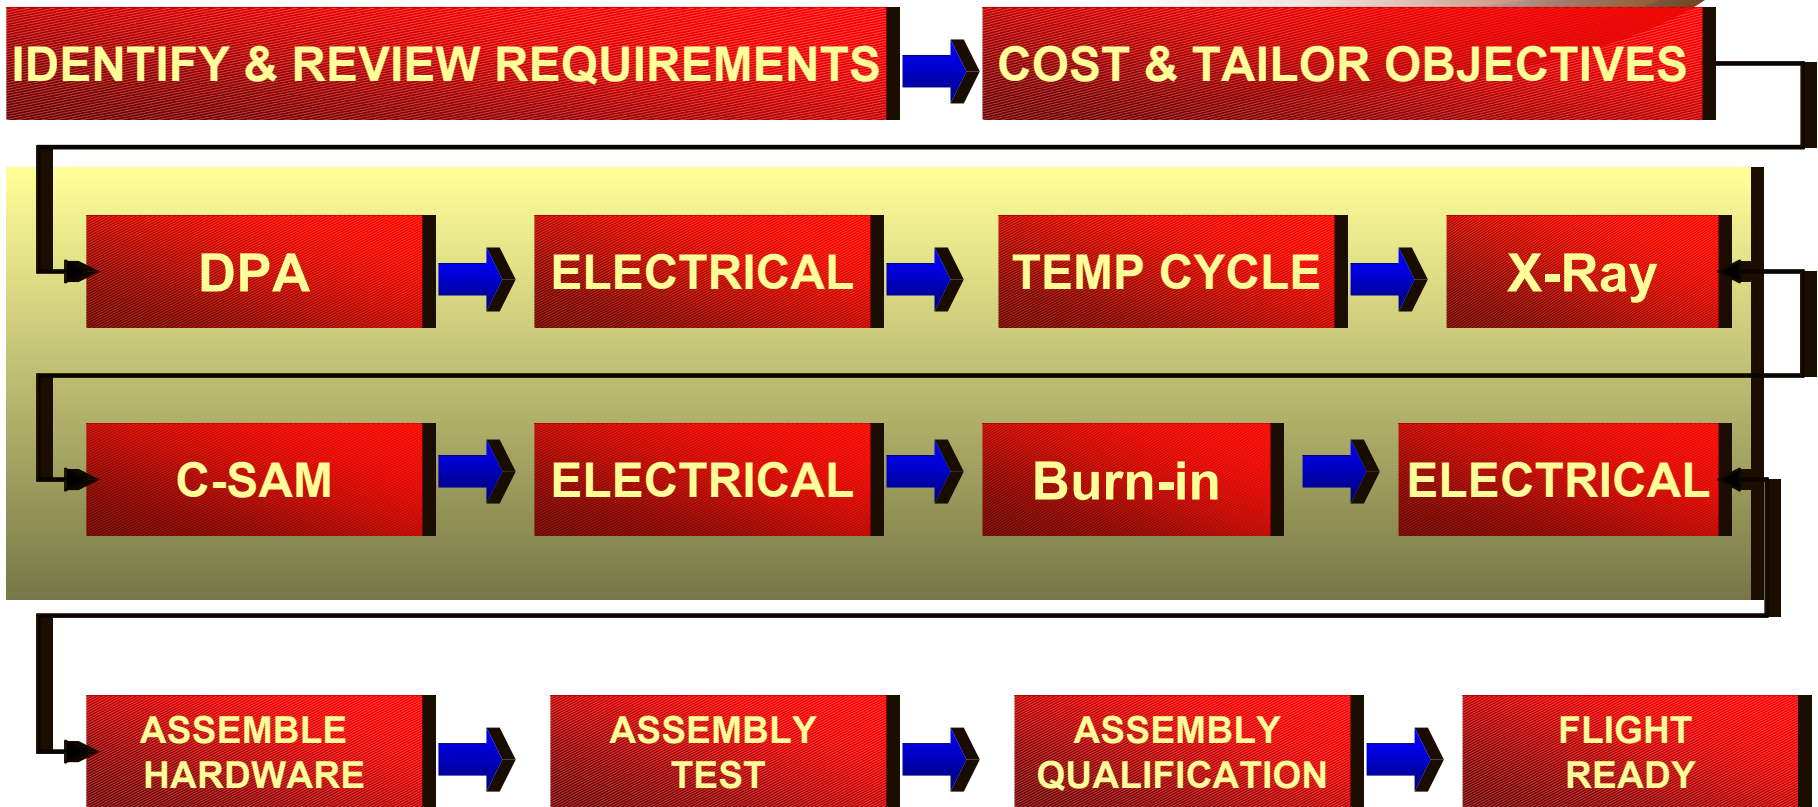 IDENTIFY & REVIEW REQUIREMENTS
COST & TAILOR OBJECTIVES
DPA
ELECTRICAL
TEMP CYCLE
X-Ray
C-SAM
ELECTRICAL
Burn-in
ELECTRICAL
ASSEMBLE
HARDWARE
ASSEMBLY
TEST
ASSEMBLY
QUALIFICATION
FLIGHT
READY